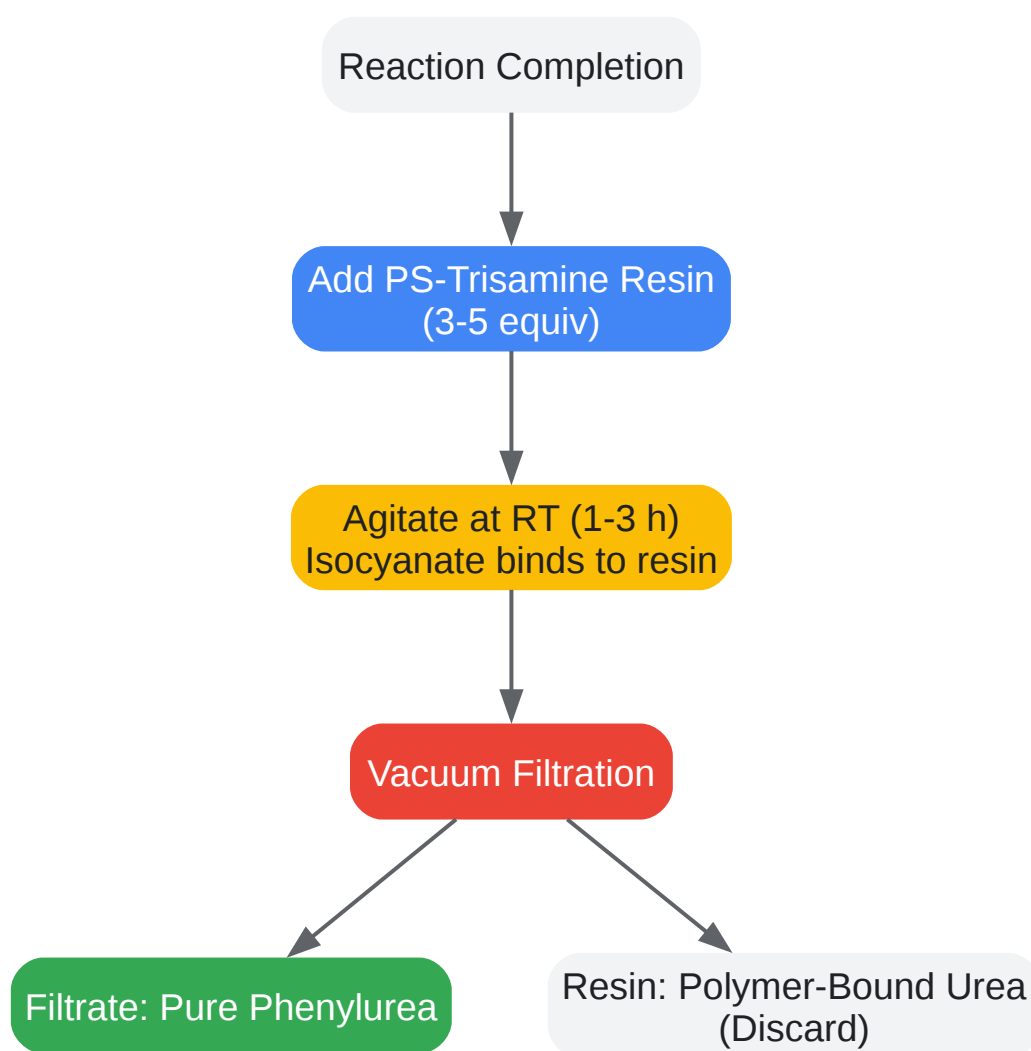 Reaction Completion
Add PS-Trisamine Resin
(3-5 equiv)
Agitate at RT (1-3 h)
Isocyanate binds to resin
Vacuum Filtration
Filtrate: Pure Phenylurea
Resin: Polymer-Bound Urea
(Discard)